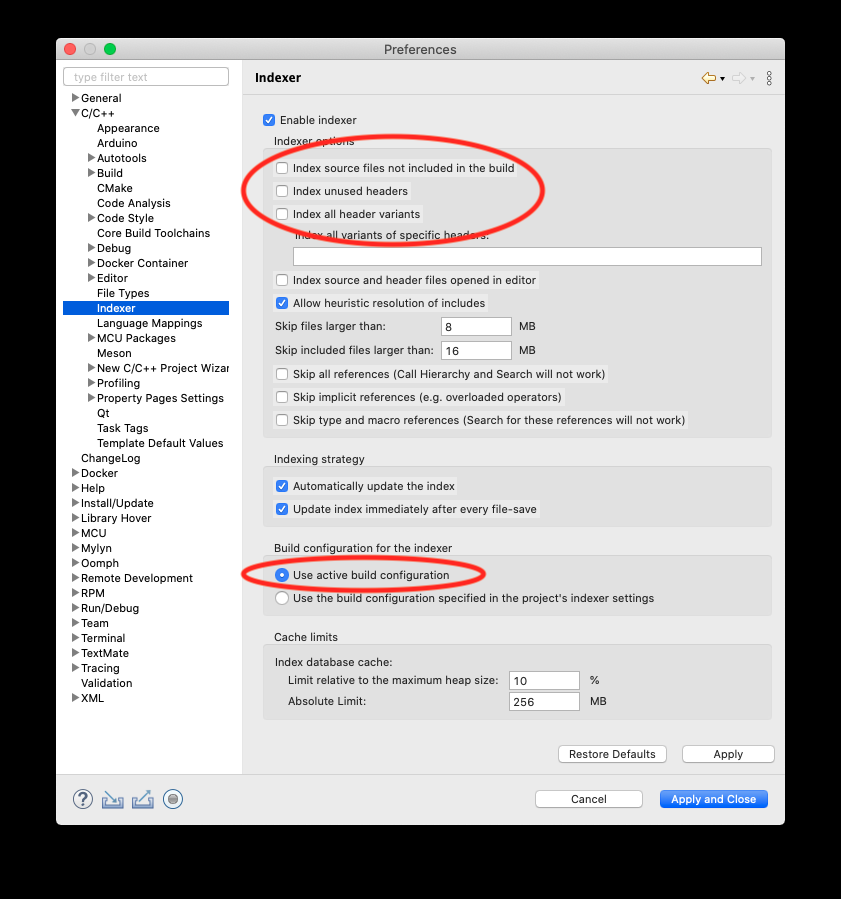 Preferences
type filter text
General
C/C++
Appearance
Arduino
Autotools
Build
CMake
Code Analysis
Code Style
Core Build Toolchains
Debug
Docker Container
Editor
File Types
Indexer
Language Mappings
MCU Packages
Meson
New C/C++ Project Wizar
Profiling
Property Pages Settings
Qt
Task Tags
Template Default Values
ChangeLog
Docker
Help
Install/Update
Library Hover
MCU
Mylyn
Oomph
Remote Development
RPM
Run/Debug
Team
Terminal
TextMate
Tracing
Validation
XML
Indexer
Enable indexer
Indexer options
Index source files not included in the build
Index unused headers
Index all header variants
Index all variants of specific headers:
Index source and header files opened in editor
Allow heuristic resolution of includes
Skip files larger than: 8 MB
Skip included files larger than: 16 MB
Skip all references (Call Hierarchy and Search will not work)
Skip implicit references (e.g. overloaded operators)
Skip type and macro references (Search for these references will not work)
Indexing strategy
Automatically update the index
Update index immediately after every file-save
Build configuration for the indexer
Use active build configuration
Use the build configuration specified in the project's indexer settings
Cache limits
Index database cache:
Limit relative to the maximum heap size: 10 %
Absolute Limit: 256 MB
Restore Defaults Apply
? Cancel Apply and Close